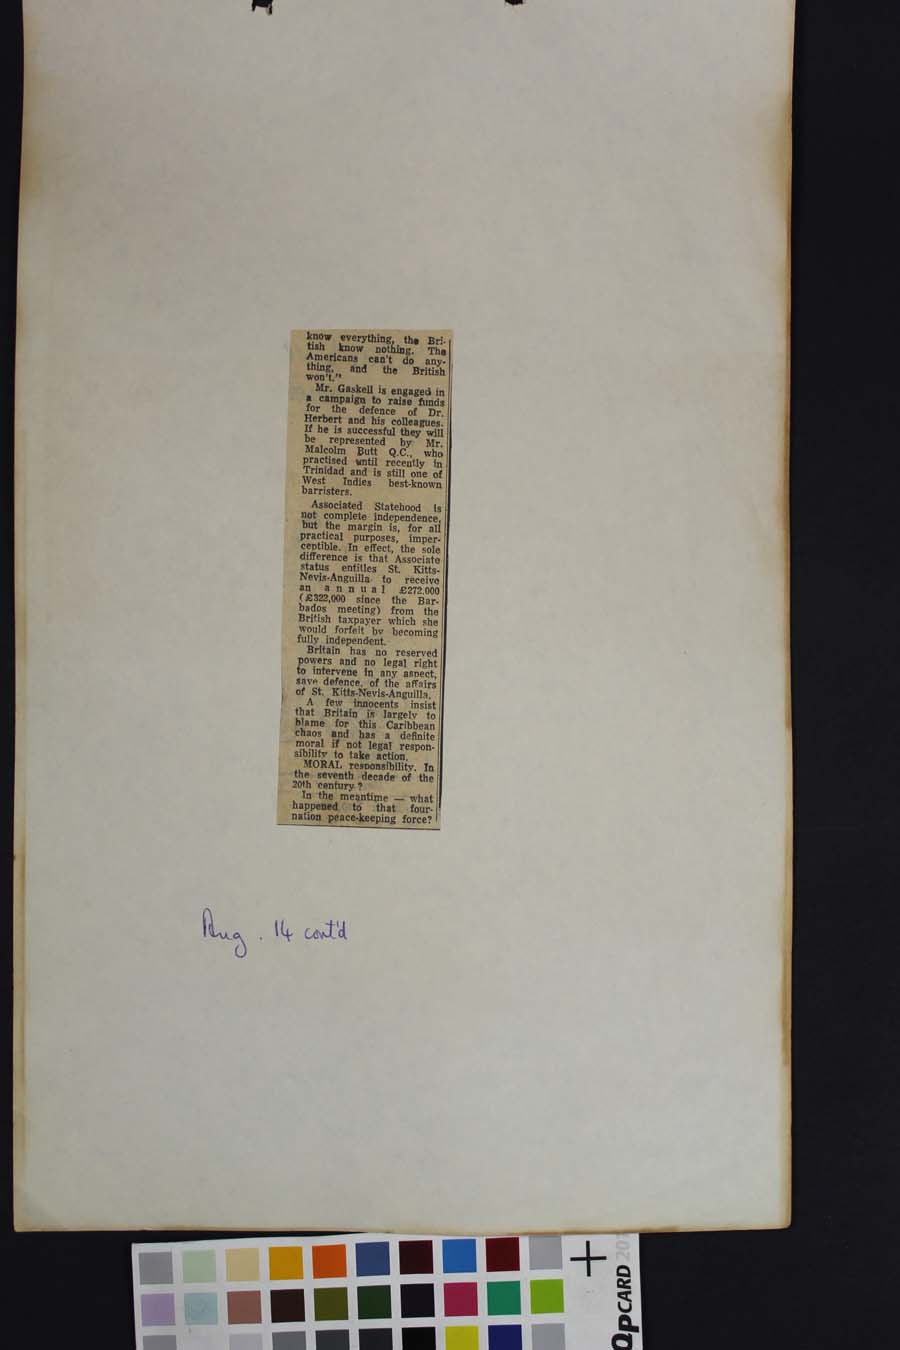 know everything, the Bri-
tish know nothing. The
Americans can't do any-
thing, and the British
won't."
Mr. Gaskell is engaged in
a campaign to raise funds
for the defence of Dr.
Herbert and his colleagues.
If he is successful they will
be represented by Mr.
Malcolm Butt Q.C., who
practised until recently in
Trinidad and is still one of
West Indies best-known
barristers.
Associated Statehood is
not complete independence,
but the margin is, for all
practical purposes, imper-
ceptible. In effect, the sole
difference is that Associate
status entitles St. Kitts-
Nevis-Anguilla to receive
an annual £272,000
(£322,000 since the Bar-
bados meeting) from the
British taxpayer which she
would forfeit by becoming
fully independent.
Britain has no reserved
powers and no legal right
to intervene in any aspect,
save defence, of the affairs
of St. Kitts-Nevis-Anguilla.
A few innocents insist
that Britain is largely to
blame for this Caribbean
chaos and has a definite
moral if not legal respon-
sibility to take action.
MORAL responsibility. In
the seventh decade of the
20th century?
In the meantime — what
happened to that four-
nation peace-keeping force?
Aug. 14 cont'd
QPCARD 201